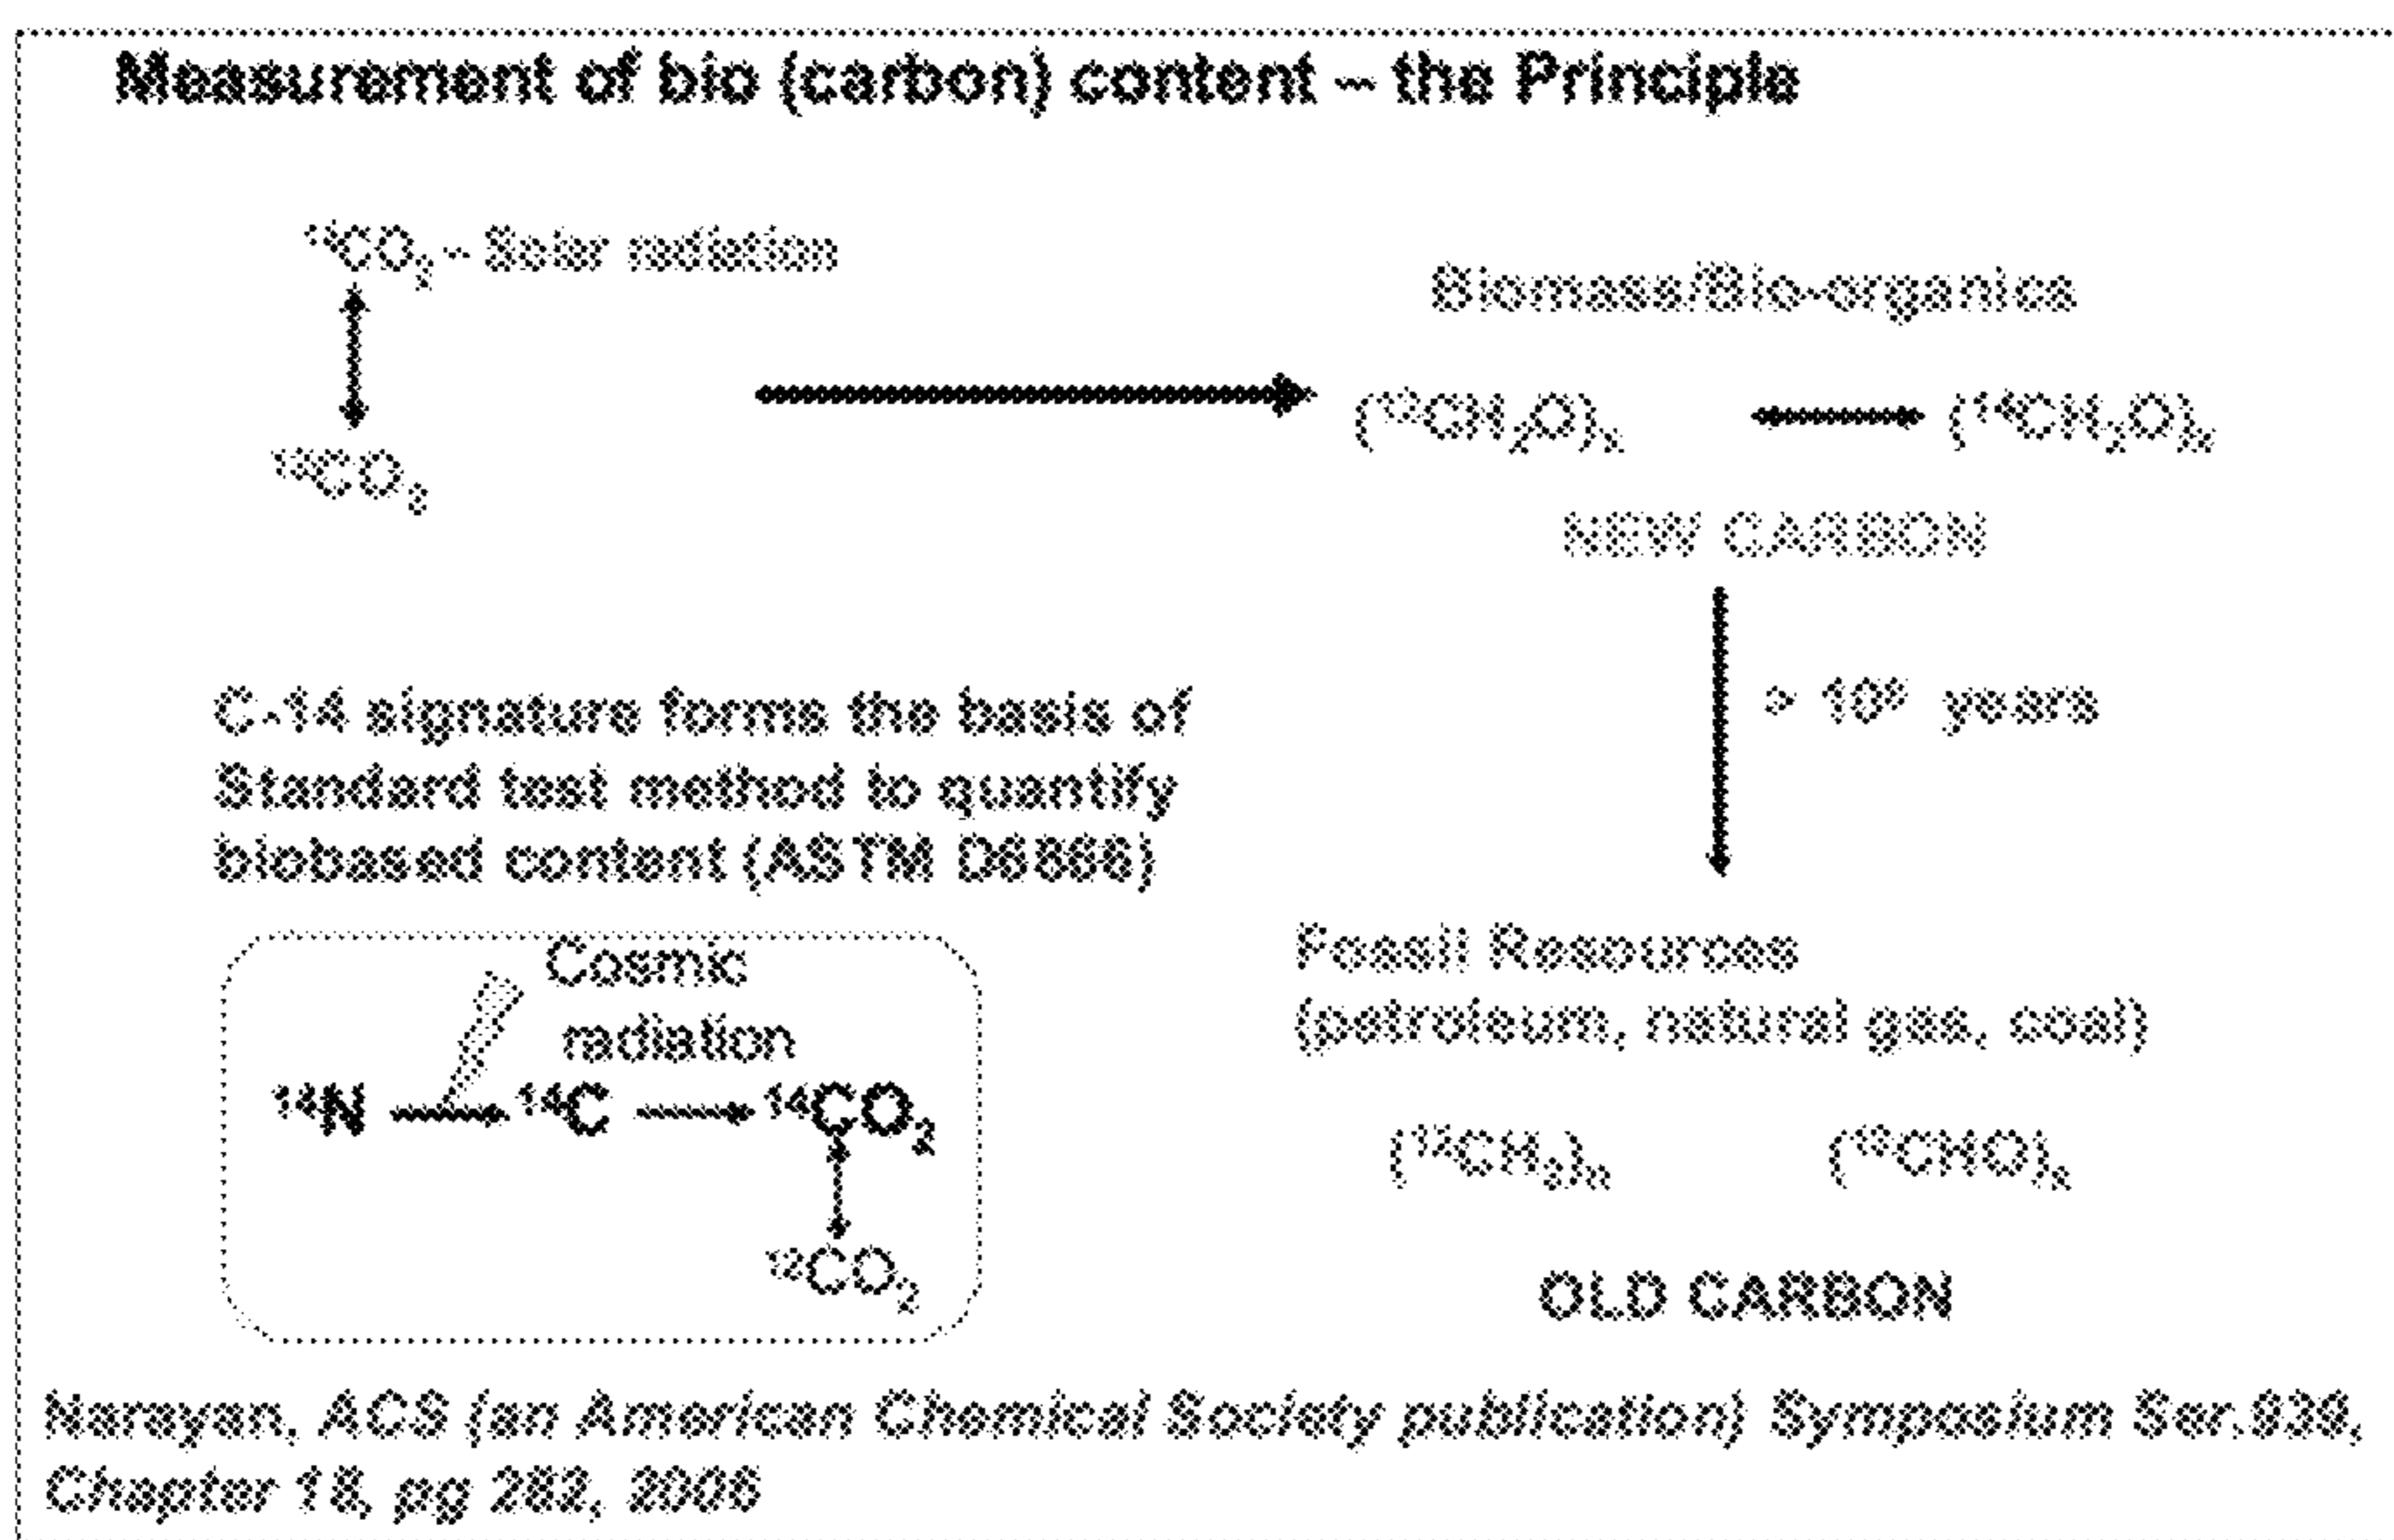 Measurement of bio (carbon) content – the Principle
¹⁴CO₂ - Solar radiation
¹²CO₂
Biomass/Bio-organics
(¹²CH₂O)ₓ (¹⁴CH₂O)ₓ
NEW CARBON
> 10⁶ years
C-14 signature forms the basis of
Standard test method to quantify
biobased content (ASTM D6866)
Cosmic
radiation
¹⁴N ¹⁴C ¹⁴CO₂
¹²CO₂
Fossil Resources
(petroleum, natural gas, coal)
(¹²CH₂)ₙ (¹²CHO)ₓ
OLD CARBON
Narayan, ACS (an American Chemical Society publication) Symposium Ser.939,
Chapter 18, pg 282, 2006